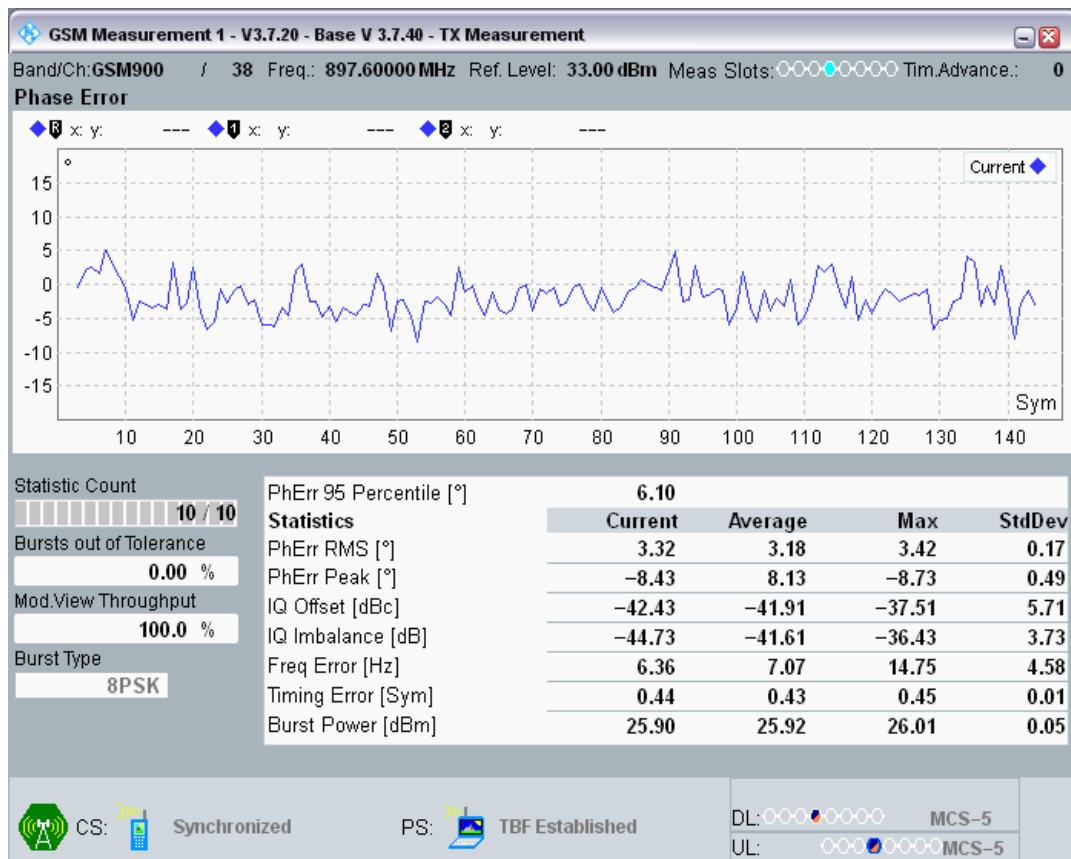 GSM Measurement 1 - V3.7.20 - Base V 3.7.40 - TX Measurement
Band/Ch:GSM900 / 38 Freq.: 897.60000 MHz Ref. Level: 33.00 dBm Meas Slots: Tim.Advance.: 0
Phase Error
R x: y: --- 1 x: y: --- 2 x: y: ---
°
Current
15
10
5
0
-5
-10
-15
Sym
10 20 30 40 50 60 70 80 90 100 110 120 130 140
Statistic Count
10 / 10
Bursts out of Tolerance
0.00 %
Mod.View Throughput
100.0 %
Burst Type
8PSK
PhErr 95 Percentile [°] 6.10
Statistics Current Average Max StdDev
PhErr RMS [°] 3.32 3.18 3.42 0.17
PhErr Peak [°] −8.43 8.13 −8.73 0.49
IQ Offset [dBc] −42.43 −41.91 −37.51 5.71
IQ Imbalance [dB] −44.73 −41.61 −36.43 3.73
Freq Error [Hz] 6.36 7.07 14.75 4.58
Timing Error [Sym] 0.44 0.43 0.45 0.01
Burst Power [dBm] 25.90 25.92 26.01 0.05
CS: Synchronized PS: TBF Established
DL: MCS−5
UL: MCS−5